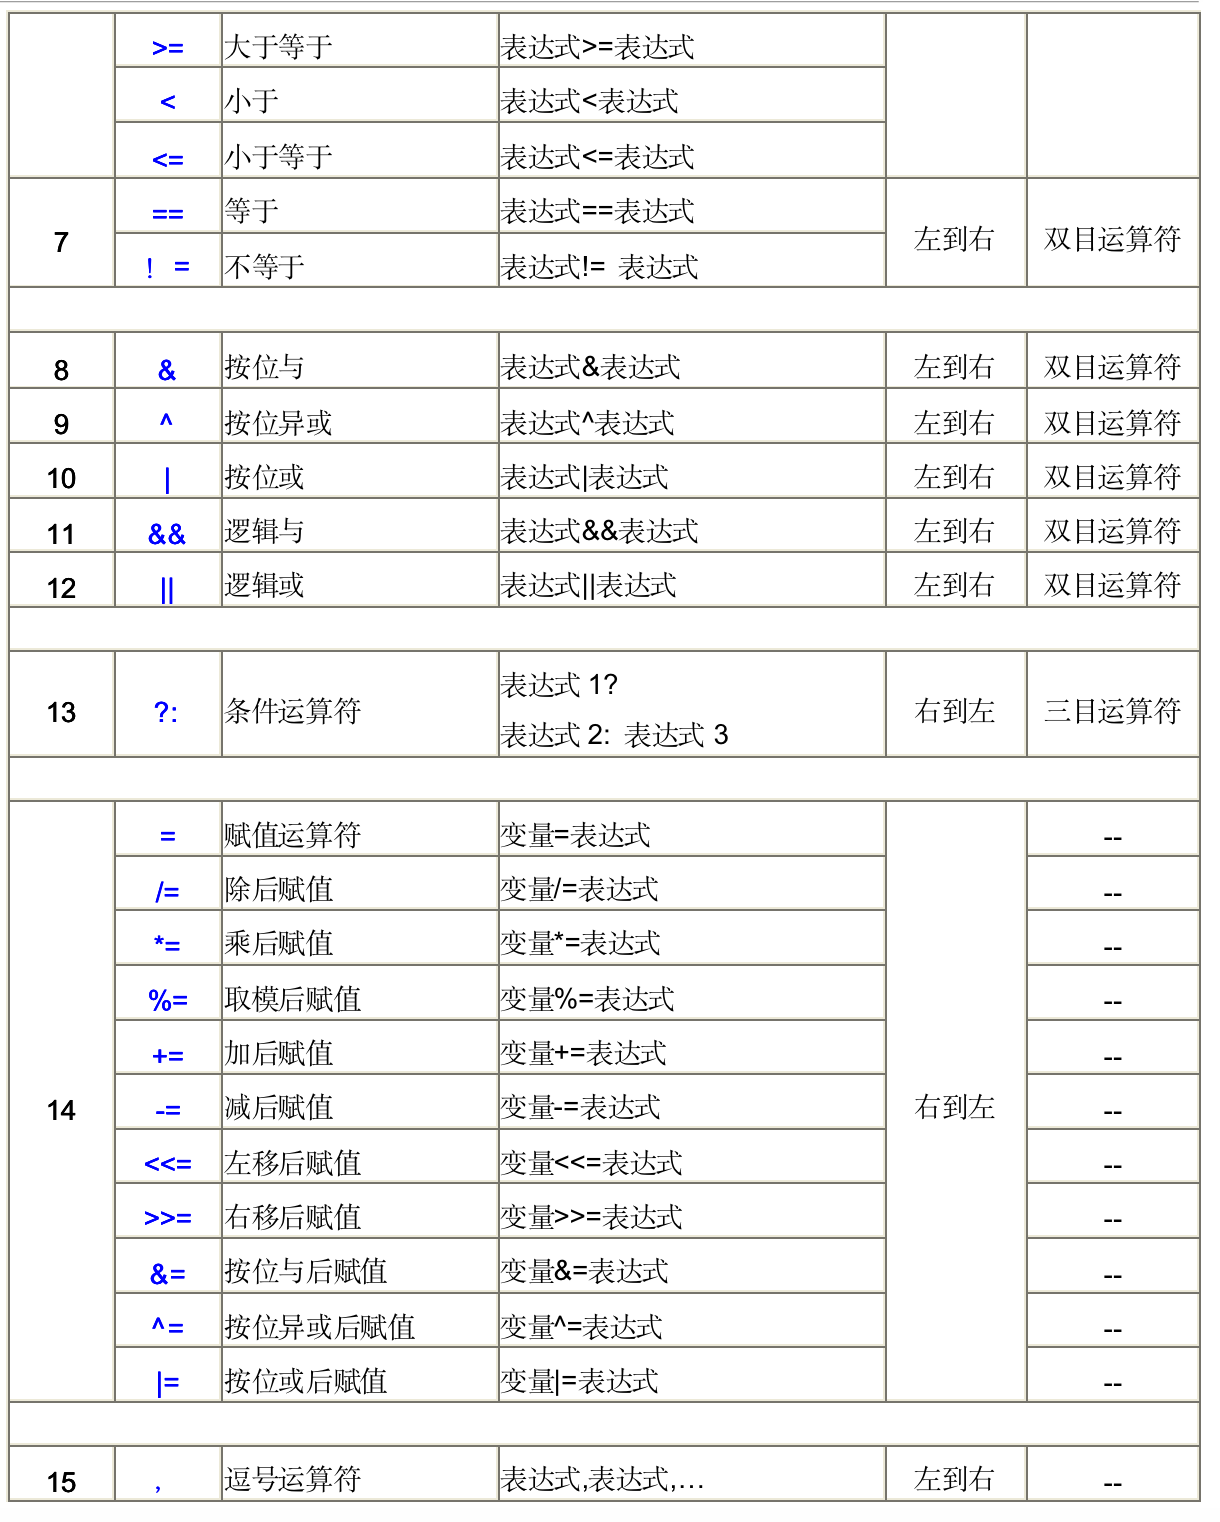 >= 大于等于 表达式>=表达式
< 小于 表达式<表达式
<= 小于等于 表达式<=表达式
7 == 等于 表达式==表达式 左到右 双目运算符
！= 不等于 表达式!= 表达式
8 & 按位与 表达式&表达式 左到右 双目运算符
9 ^ 按位异或 表达式^表达式 左到右 双目运算符
10 | 按位或 表达式|表达式 左到右 双目运算符
11 && 逻辑与 表达式&&表达式 左到右 双目运算符
12 || 逻辑或 表达式||表达式 左到右 双目运算符
13 ?: 条件运算符 表达式 1? 右到左 三目运算符
表达式 2: 表达式 3
14 = 赋值运算符 变量=表达式 右到左 --
/= 除后赋值 变量/=表达式 --
*= 乘后赋值 变量*=表达式 --
%= 取模后赋值 变量%=表达式 --
+= 加后赋值 变量+=表达式 --
-= 减后赋值 变量-=表达式 --
<<= 左移后赋值 变量<<=表达式 --
>>= 右移后赋值 变量>>=表达式 --
&= 按位与后赋值 变量&=表达式 --
^= 按位异或后赋值 变量^=表达式 --
|= 按位或后赋值 变量|=表达式 --
15 ， 逗号运算符 表达式,表达式,… 左到右 --